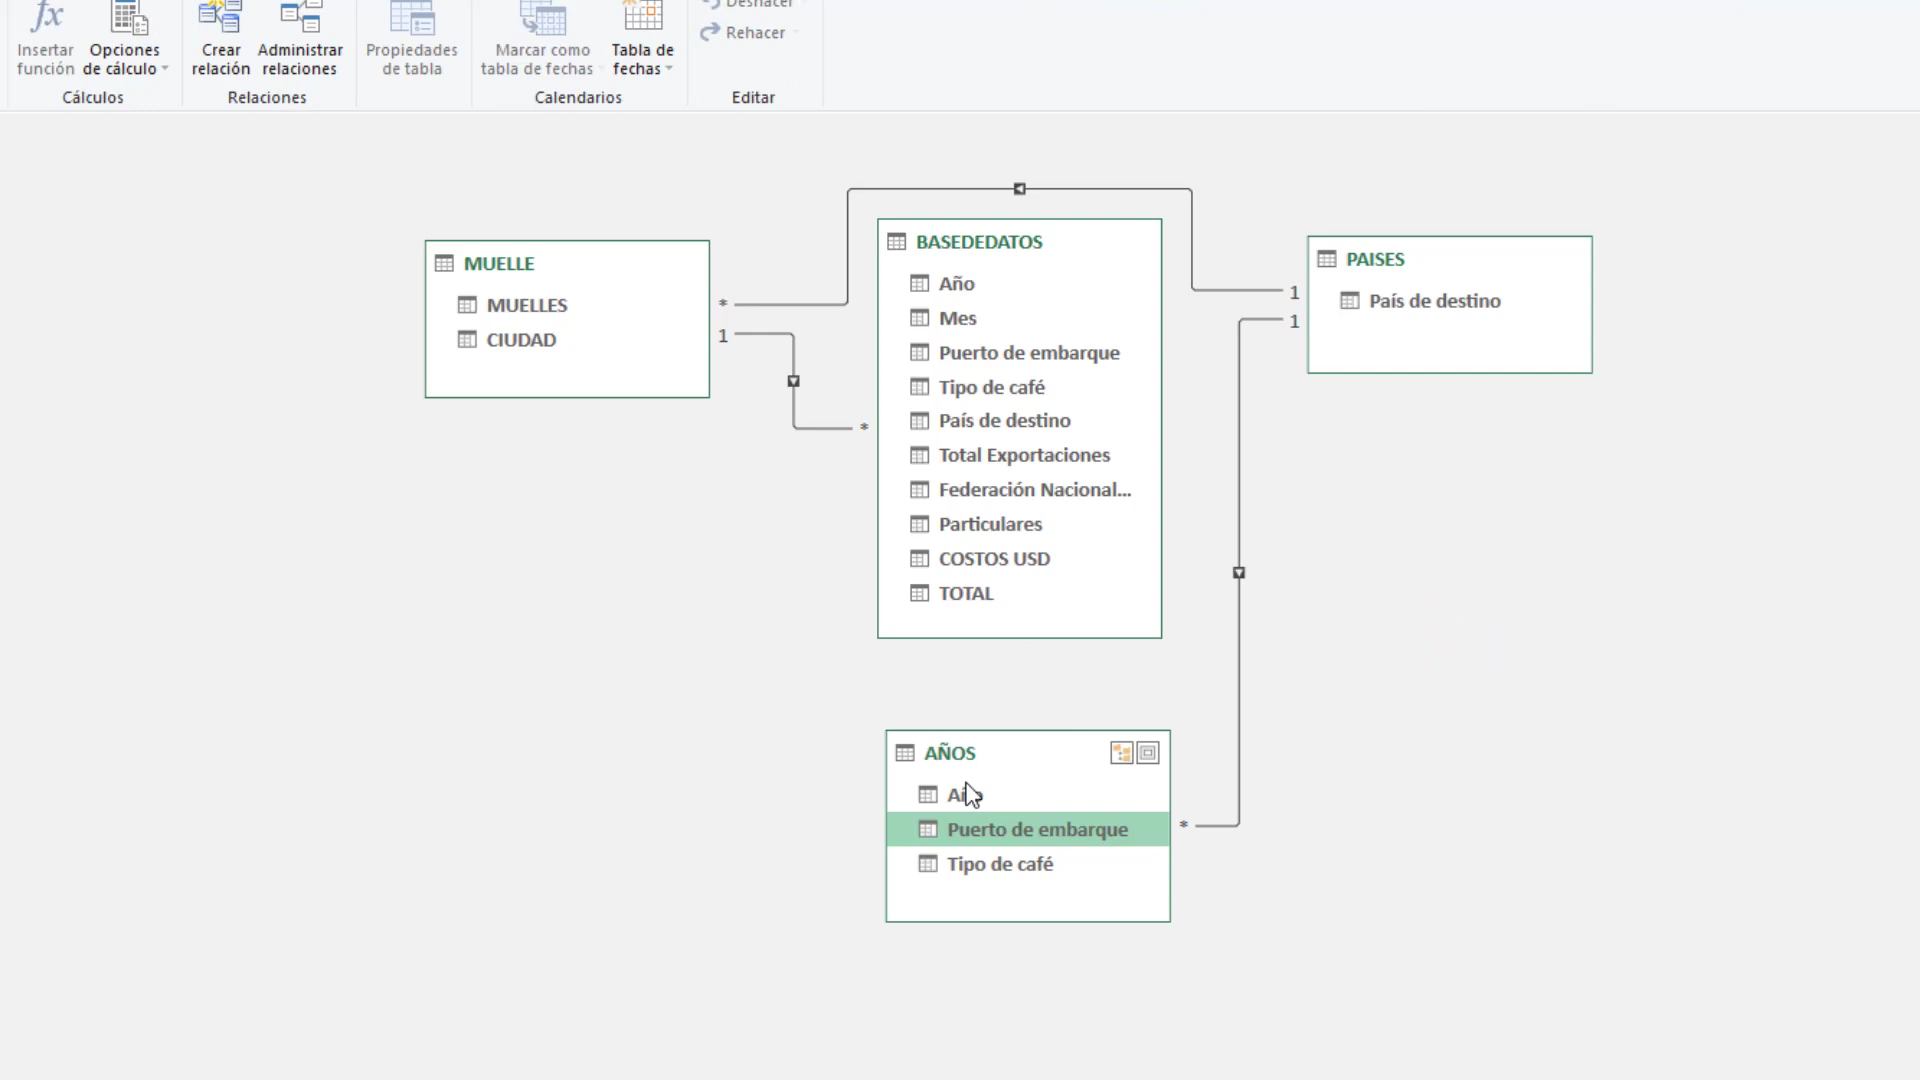 Deshacer
Rehacer
Insertar función
Opciones de cálculo
Crear relación
Administrar relaciones
Propiedades de tabla
Marcar como tabla de fechas
Tabla de fechas
Cálculos
Relaciones
Calendarios
Editar
MUELLE
MUELLES
CIUDAD
*
1
*
BASEDEDATOS
Año
Mes
Puerto de embarque
Tipo de café
País de destino
Total Exportaciones
Federación Nacional...
Particulares
COSTOS USD
TOTAL
1
1
PAISES
País de destino
AÑOS
Año
Puerto de embarque
Tipo de café
*